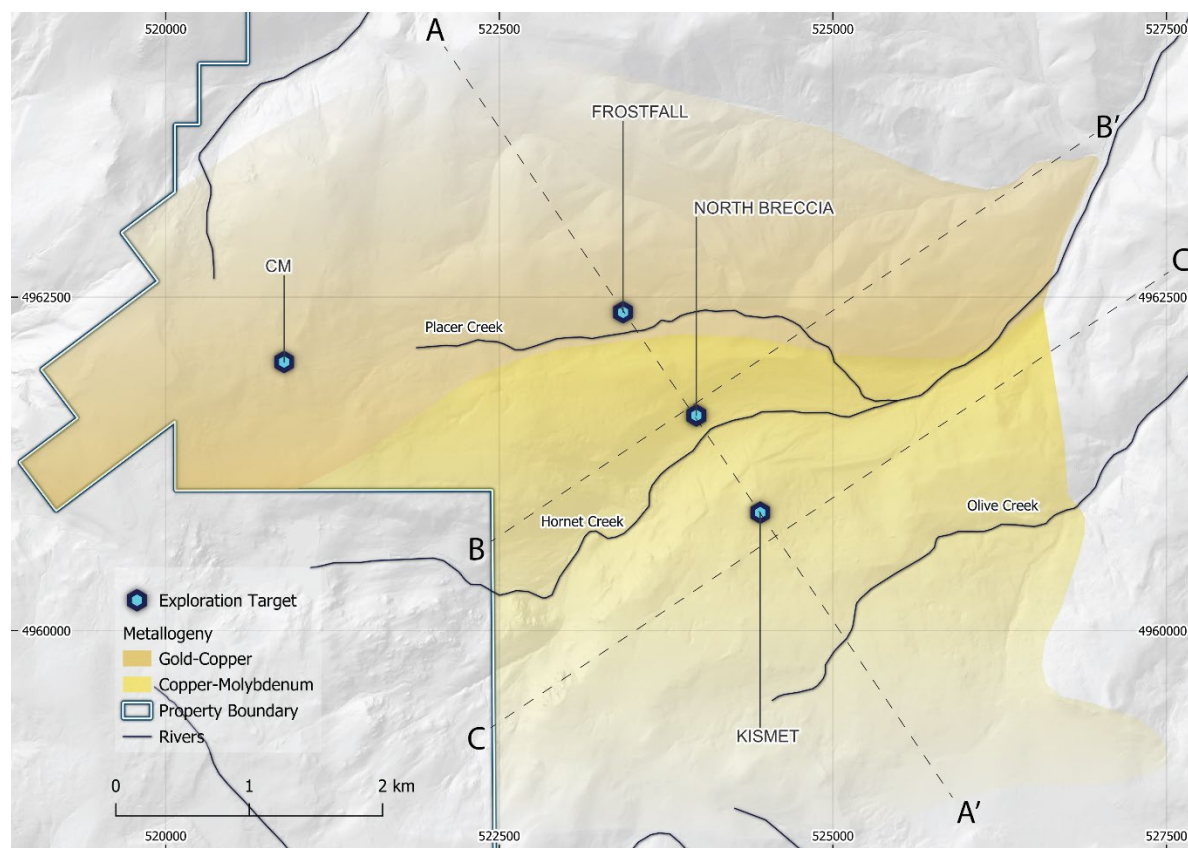 520000
522500
525000
527500
A
FROSTFALL
B'
NORTH BRECCIA
C
CM
4962500
4962500
Placer Creek
Olive Creek
Hornet Creek
B
Exploration Target
Metallogeny
4960000
Gold-Copper
Copper-Molybdenum
Property Boundary
C
KISMET
Rivers
0 1 2 km
A'
520000
522500
525000
527500